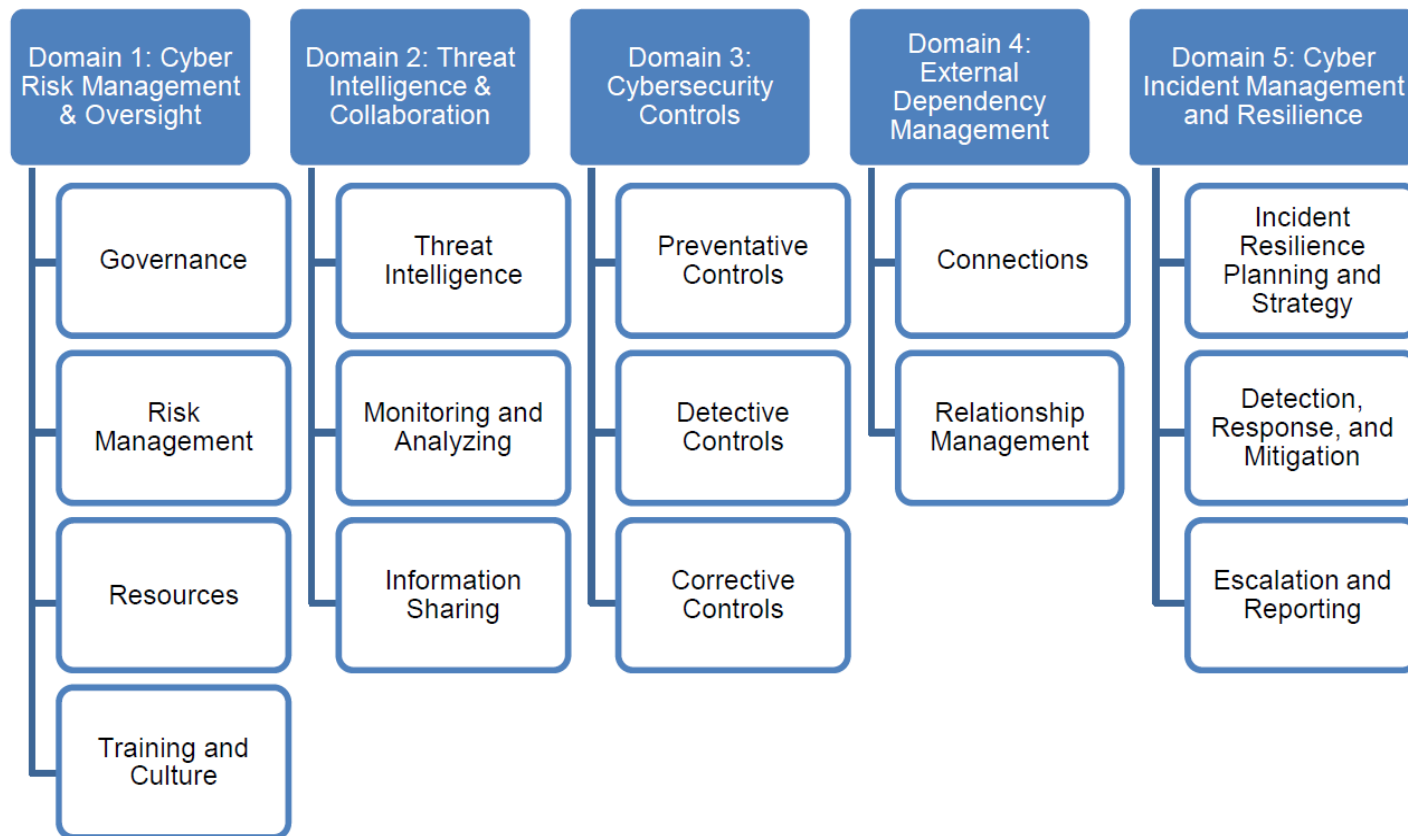 Domain 1: Cyber
Risk Management
& Oversight
Governance
Risk
Management
Resources
Training and
Culture
Domain 2: Threat
Intelligence &
Collaboration
Threat
Intelligence
Monitoring and
Analyzing
Information
Sharing
Domain 3:
Cybersecurity
Controls
Preventative
Controls
Detective
Controls
Corrective
Controls
Domain 4:
External
Dependency
Management
Connections
Relationship
Management
Domain 5: Cyber
Incident Management
and Resilience
Incident
Resilience
Planning and
Strategy
Detection,
Response, and
Mitigation
Escalation and
Reporting